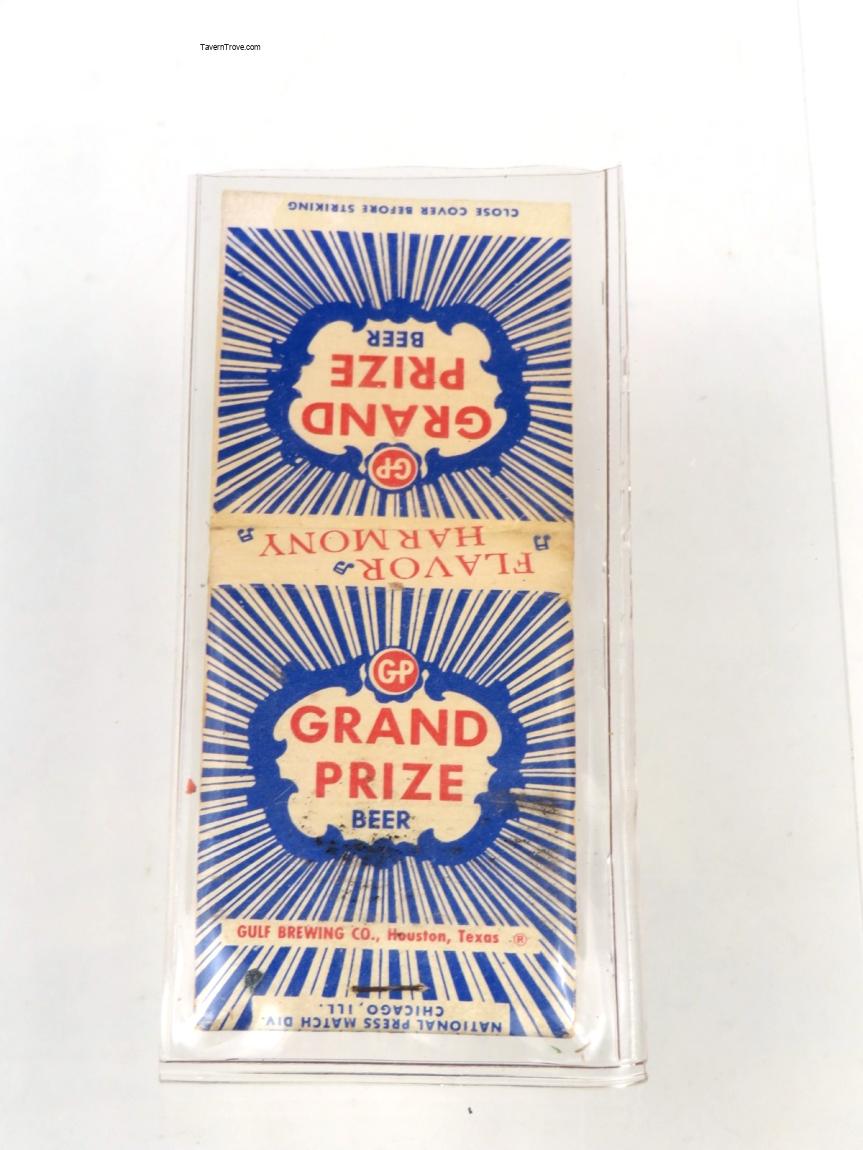 TavernTrove.com
CLOSE COVER BEFORE STRIKING
BEER
PRIZE
GRAND
GP
FLAVOR
HARMONY
GP
GRAND
PRIZE
BEER
GULF BREWING CO., Houston, Texas ®
NATIONAL PRESS MATCH DIV.
CHICAGO, ILL.